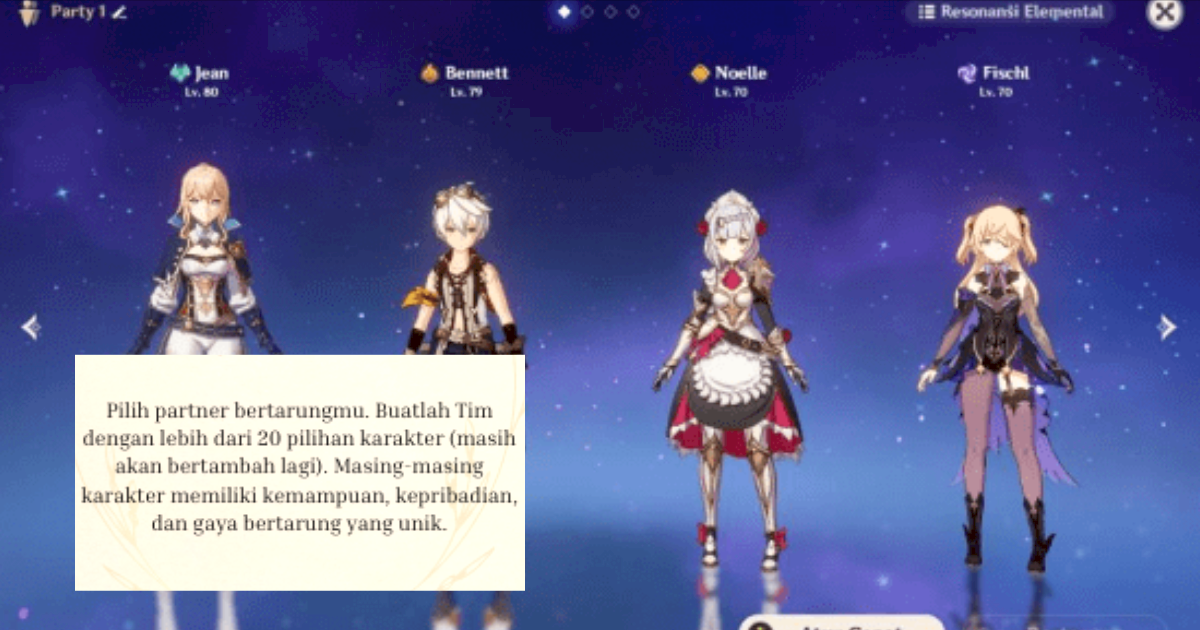 Party 1
Resonansi Elemental
Jean
Lv. 80
Bennett
Lv. 79
Noelle
Lv. 70
Fischl
Lv. 70
Pilih partner bertarungmu. Buatlah Tim
dengan lebih dari 20 pilihan karakter (masih
akan bertambah lagi). Masing-masing
karakter memiliki kemampuan, kepribadian,
dan gaya bertarung yang unik.